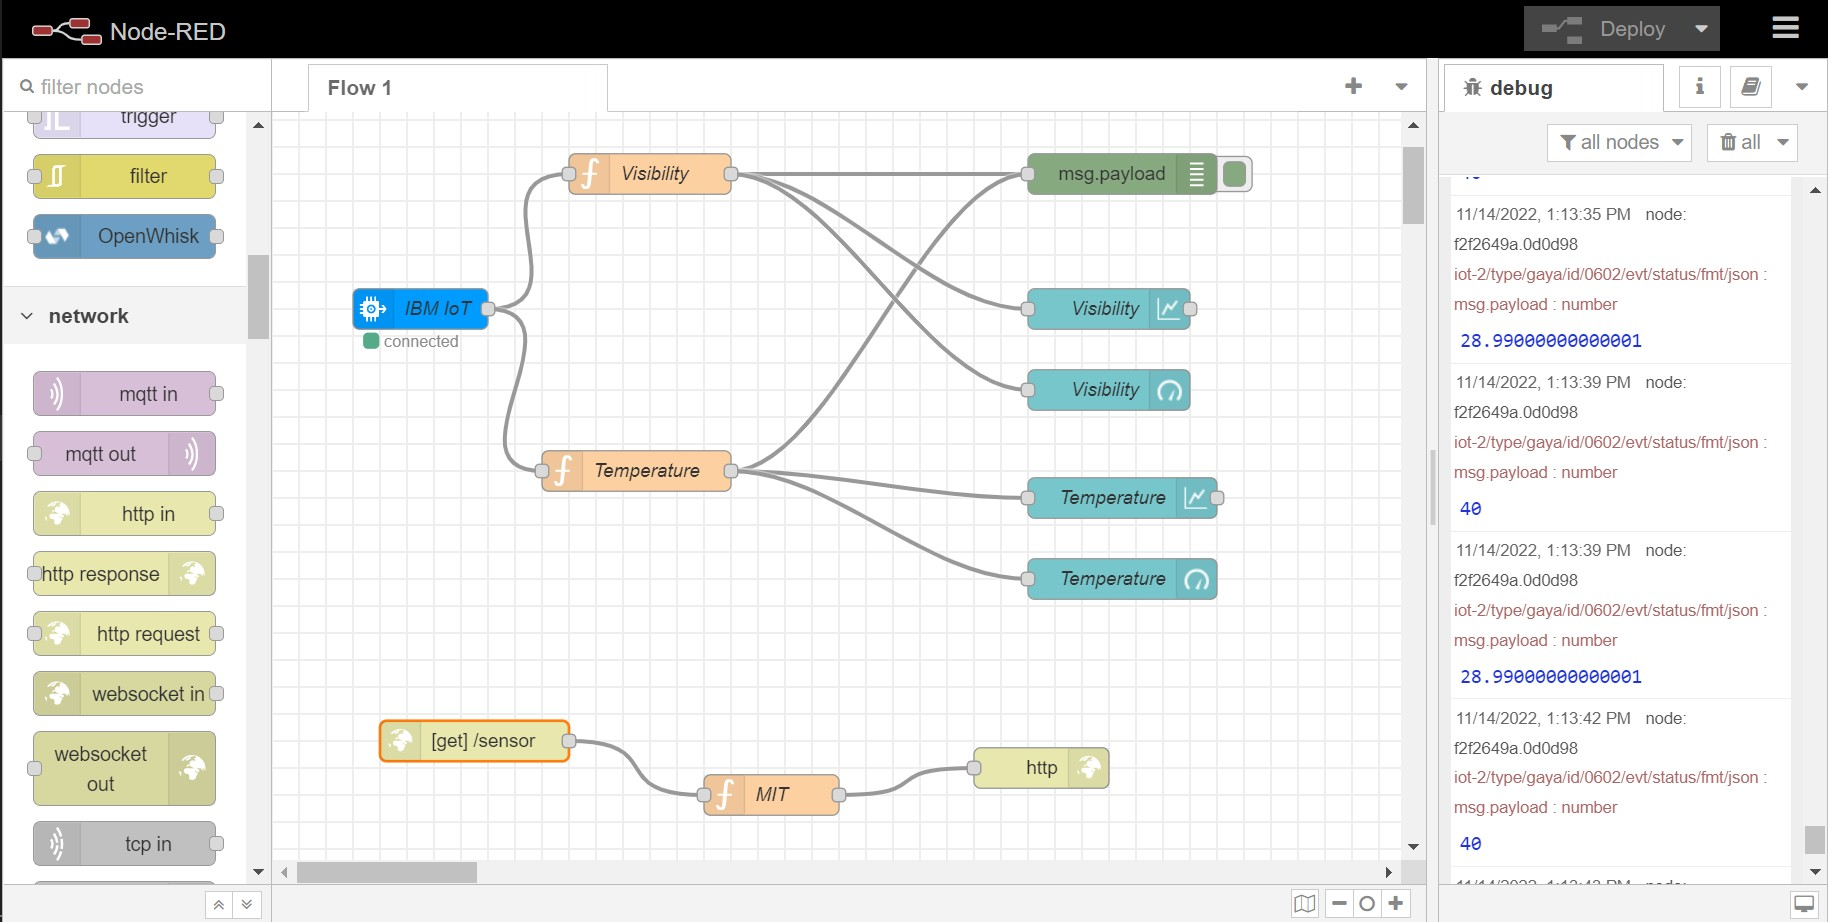 Node-RED
Deploy
filter nodes
trigger
filter
OpenWhisk
network
mqtt in
mqtt out
http in
http response
http request
websocket in
websocket
out
tcp in
Flow 1
Visibility
msg.payload
IBM IoT
connected
Visibility
Visibility
Temperature
Temperature
Temperature
[get] /sensor
MIT
http
debug
all nodes
all
11/14/2022, 1:13:35 PM node:
f2f2649a.0d0d98
iot-2/type/gaya/id/0602/evt/status/fmt/json :
msg.payload : number
28.99000000000001
11/14/2022, 1:13:39 PM node:
f2f2649a.0d0d98
iot-2/type/gaya/id/0602/evt/status/fmt/json :
msg.payload : number
40
11/14/2022, 1:13:39 PM node:
f2f2649a.0d0d98
iot-2/type/gaya/id/0602/evt/status/fmt/json :
msg.payload : number
28.99000000000001
11/14/2022, 1:13:42 PM node:
f2f2649a.0d0d98
iot-2/type/gaya/id/0602/evt/status/fmt/json :
msg.payload : number
40